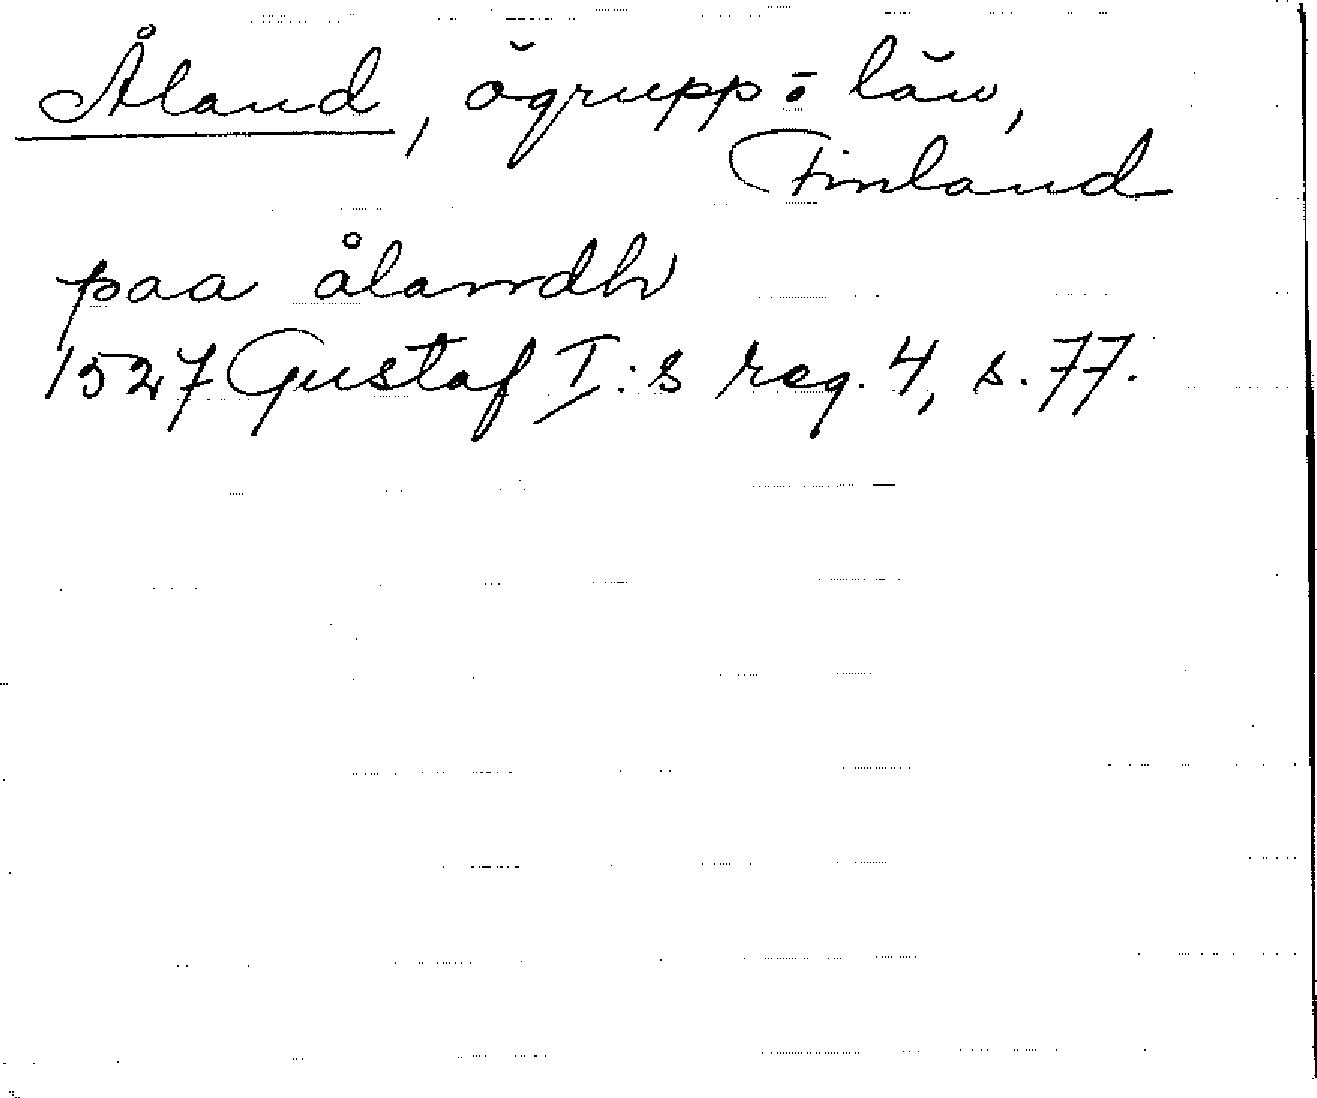 Åland, ögrupp o. län,
Finland
paa ålandh
1527 Gustaf I:s reg. 4, s. 77.